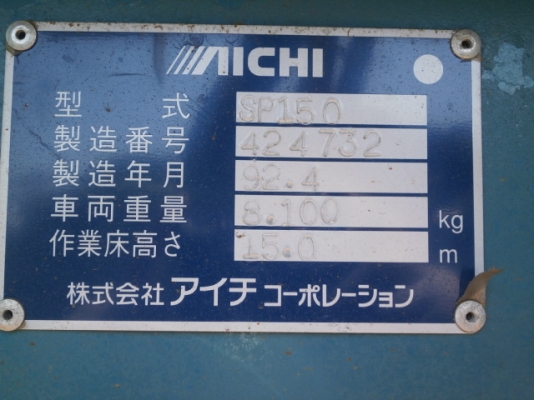 AICHI
型式 SP150
製造番号 424732
製造年月 92.4
車両重量 8.100 kg
作業床高さ 15.0 m
株式会社 アイチ コーポレーション